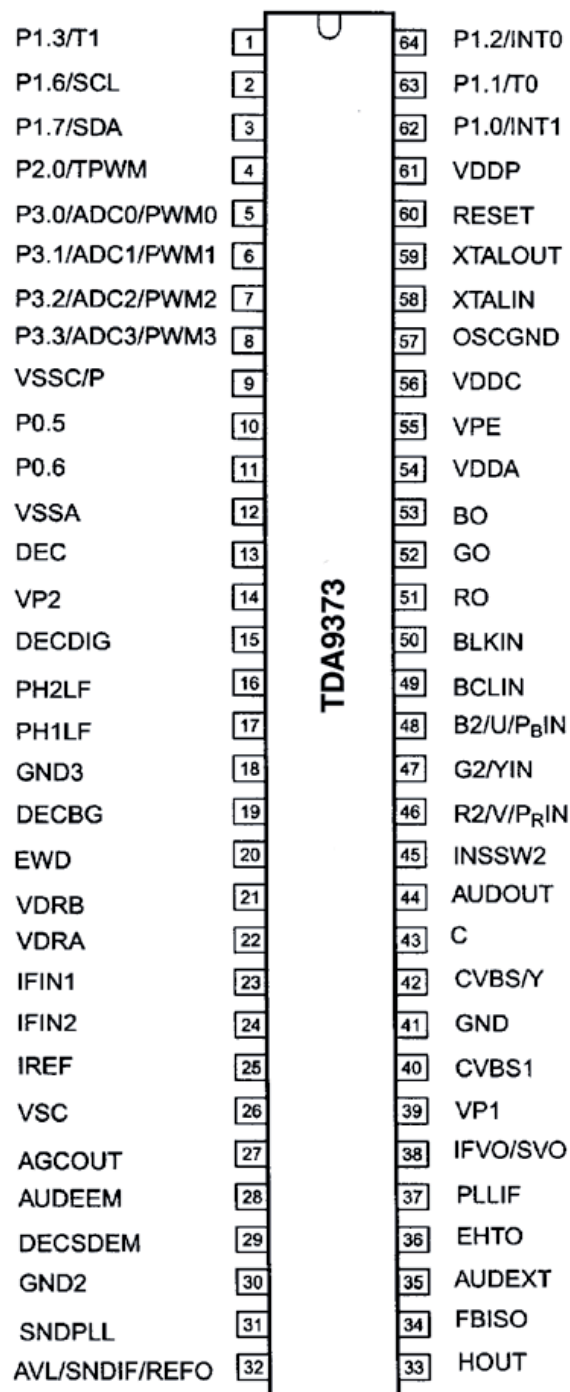 P1.3/T1 1 64 P1.2/INT0
P1.6/SCL 2 63 P1.1/T0
P1.7/SDA 3 62 P1.0/INT1
P2.0/TPWM 4 61 VDDP
P3.0/ADC0/PWM0 5 60 RESET
P3.1/ADC1/PWM1 6 59 XTALOUT
P3.2/ADC2/PWM2 7 58 XTALIN
P3.3/ADC3/PWM3 8 57 OSCGND
VSSC/P 9 56 VDDC
P0.5 10 55 VPE
P0.6 11 54 VDDA
VSSA 12 53 BO
DEC 13 52 GO
VP2 14 51 RO
DECDIG 15 50 BLKIN
PH2LF 16 49 BCLIN
PH1LF 17 48 B2/U/PBIN
GND3 18 47 G2/YIN
DECBG 19 46 R2/V/PRIN
EWD 20 45 INSSW2
VDRB 21 44 AUDOUT
VDRA 22 43 C
IFIN1 23 42 CVBS/Y
IFIN2 24 41 GND
IREF 25 40 CVBS1
VSC 26 39 VP1
AGCOUT 27 38 IFVO/SVO
AUDEEM 28 37 PLLIF
DECSDEM 29 36 EHTO
GND2 30 35 AUDEXT
SNDPLL 31 34 FBISO
AVL/SNDIF/REFO 32 33 HOUT
TDA9373